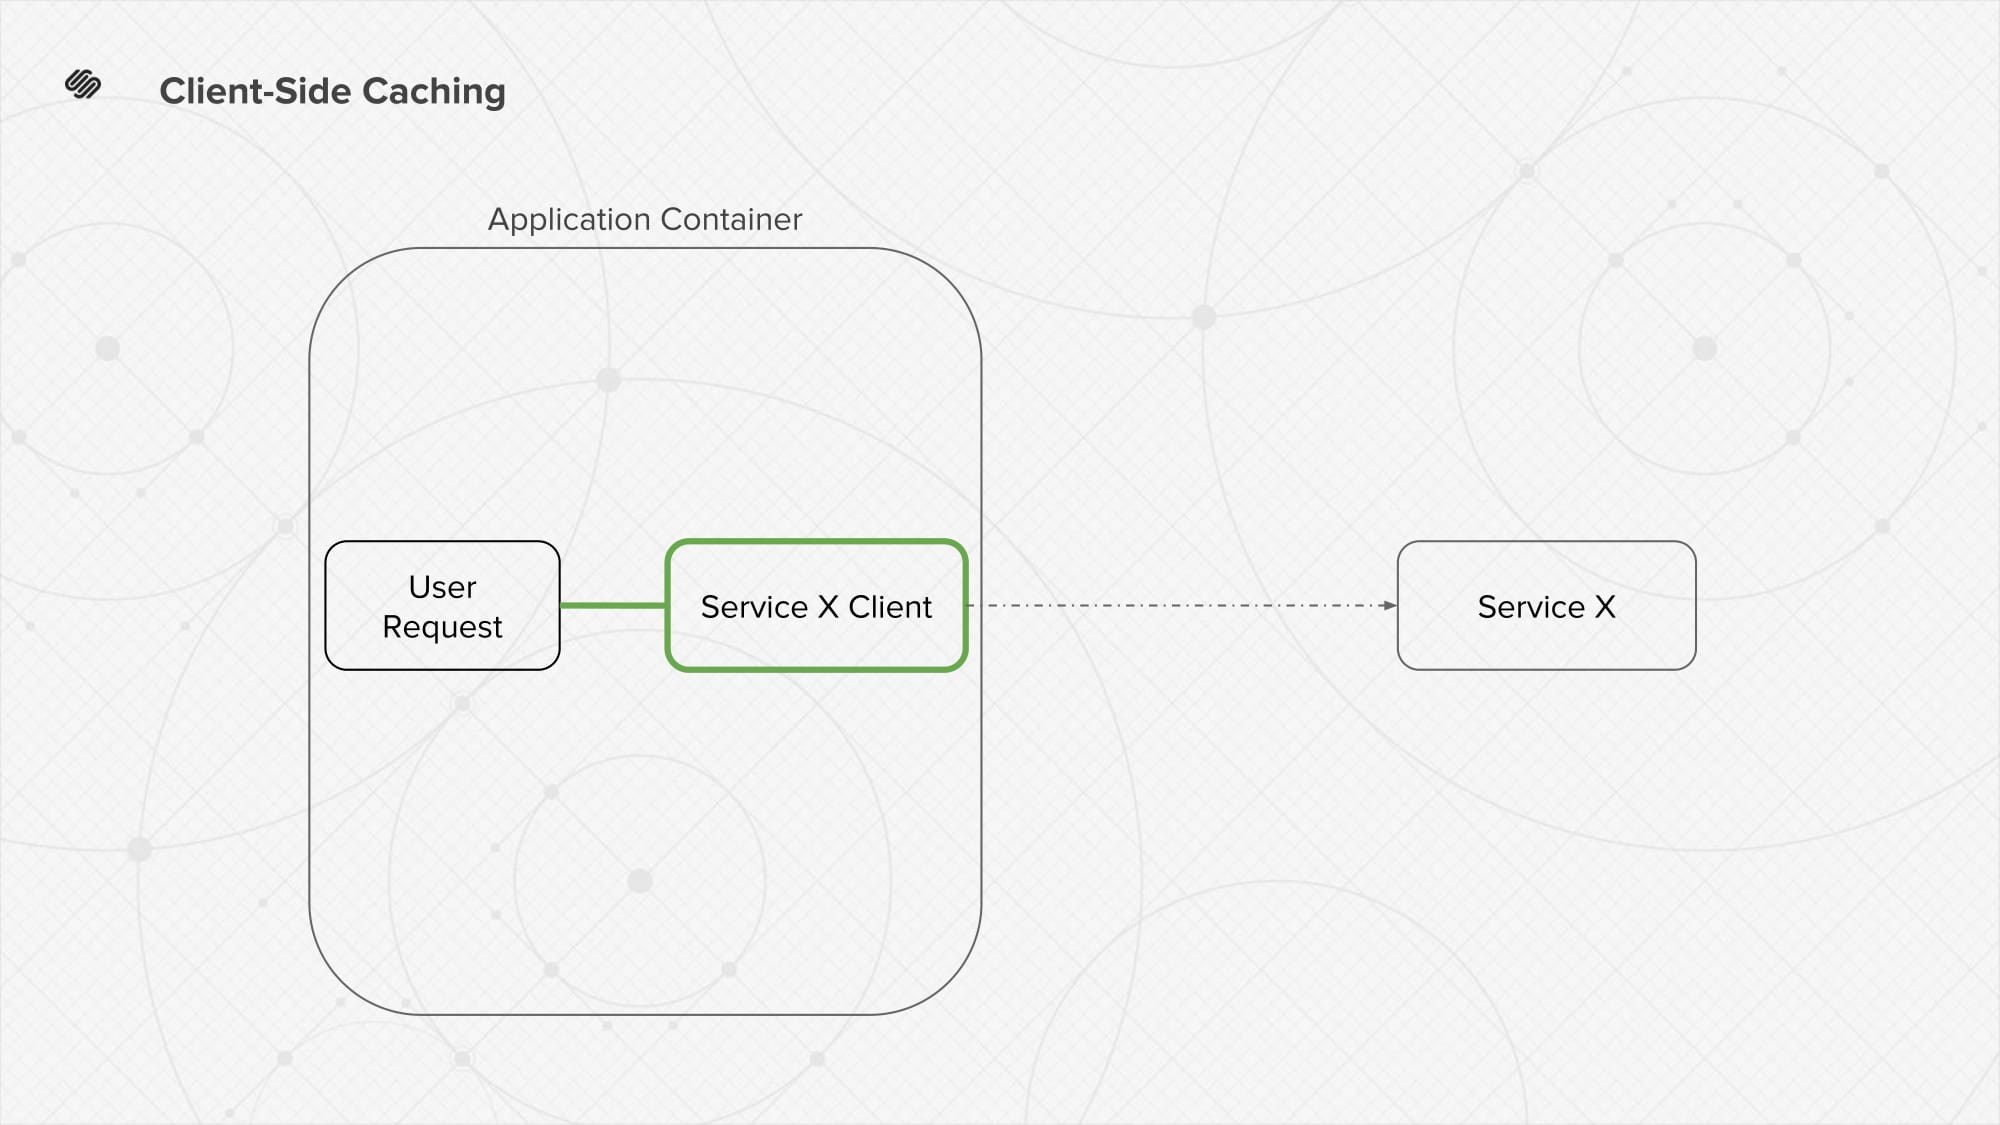 Client-Side Caching
Application Container
User
Request
Service X Client
Service X